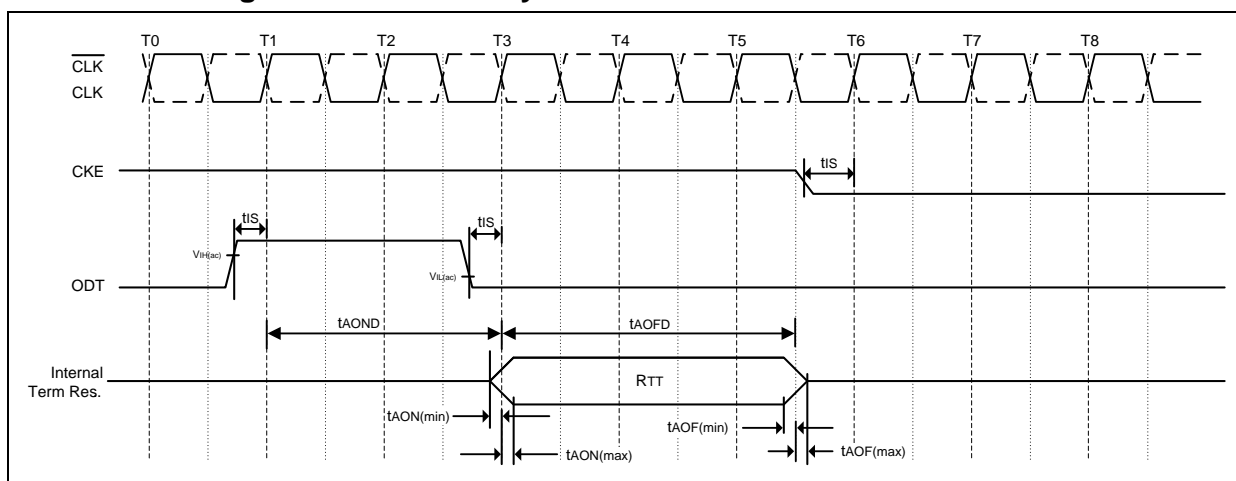 T0 T1 T2 T3 T4 T5 T6 T7 T8
CLK
CLK
CKE
tIS
tIS
tIS
VIH(ac)
VIL(ac)
ODT
tAOND
tAOFD
Internal
Term Res.
RTT
tAON(min)
tAOF(min)
tAON(max)
tAOF(max)